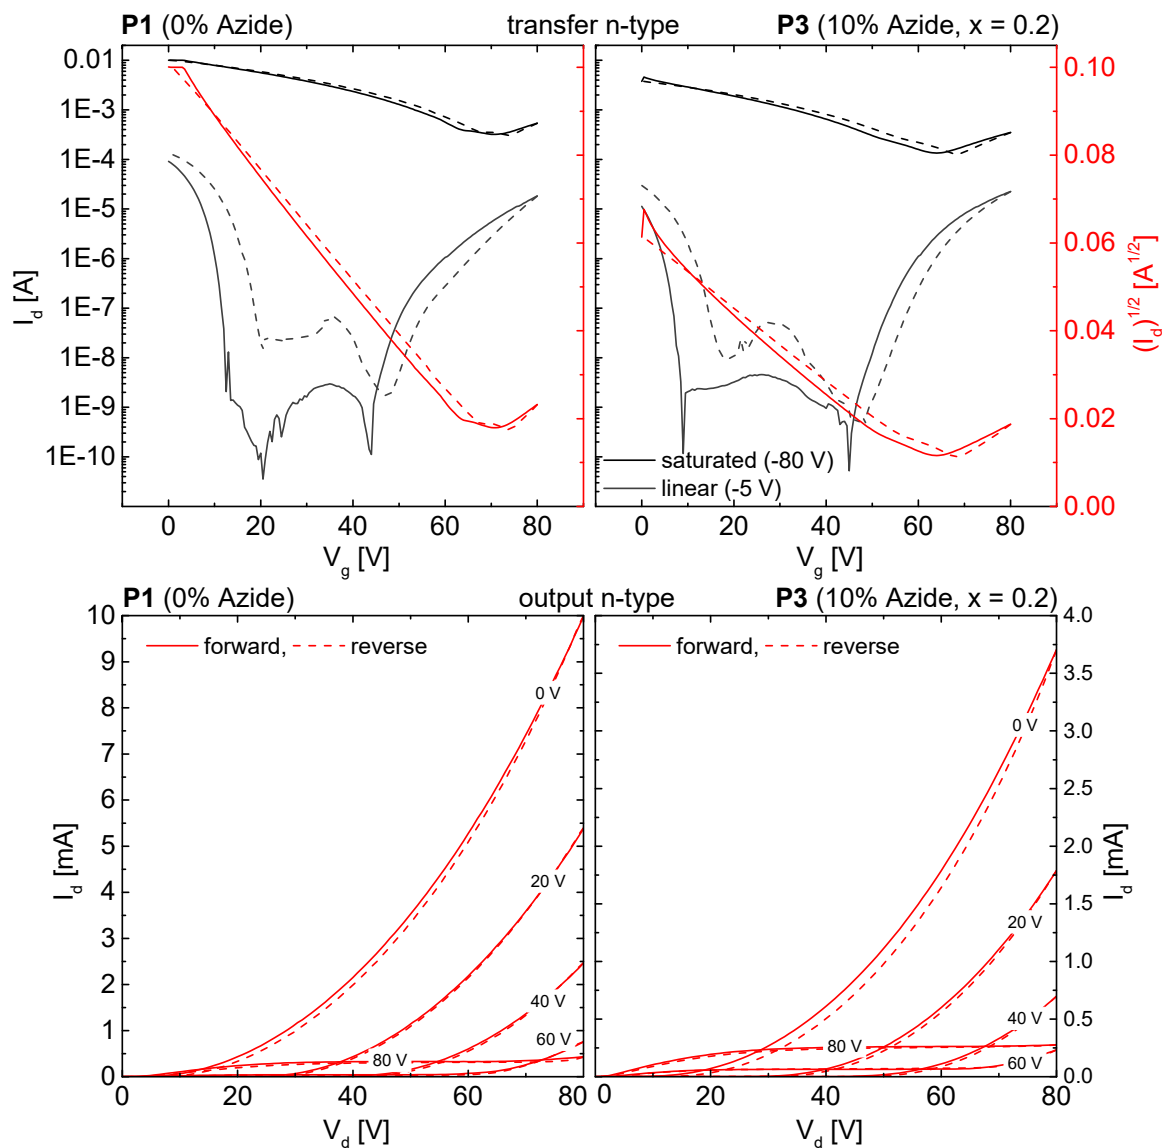 P1 (0% Azide) transfer n-type P3 (10% Azide, x = 0.2)
0.01
1E-3
1E-4
1E-5
1E-6
1E-7
1E-8
1E-9
1E-10
I_d [A]
0 20 40 60 80
V_g [V]
saturated (-80 V)
linear (-5 V)
0 20 40 60 80
V_g [V]
0.10
0.08
0.06
0.04
0.02
0.00
(I_d)^1/2 [A^1/2]
P1 (0% Azide) output n-type P3 (10% Azide, x = 0.2)
forward, reverse
10
9
8
7
6
5
4
3
2
1
0
I_d [mA]
0 V
20 V
40 V
60 V
80 V
0 20 40 60 80
V_d [V]
forward, reverse
0 V
20 V
40 V
80 V
60 V
20 40 60 80
V_d [V]
4.0
3.5
3.0
2.5
2.0
1.5
1.0
0.5
0.0
I_d [mA]